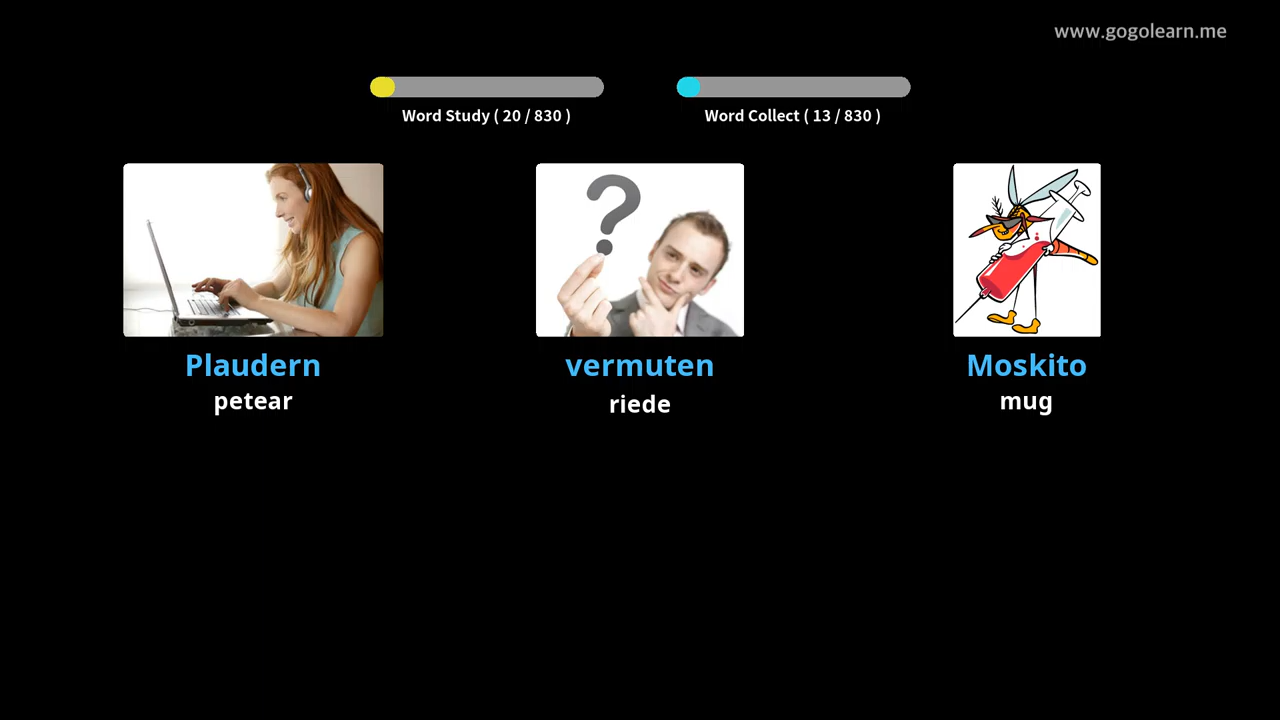 www.gogolearn.me
Word Study ( 20 / 830 )
Word Collect ( 13 / 830 )
Plaudern
petear
vermuten
riede
Moskito
mug